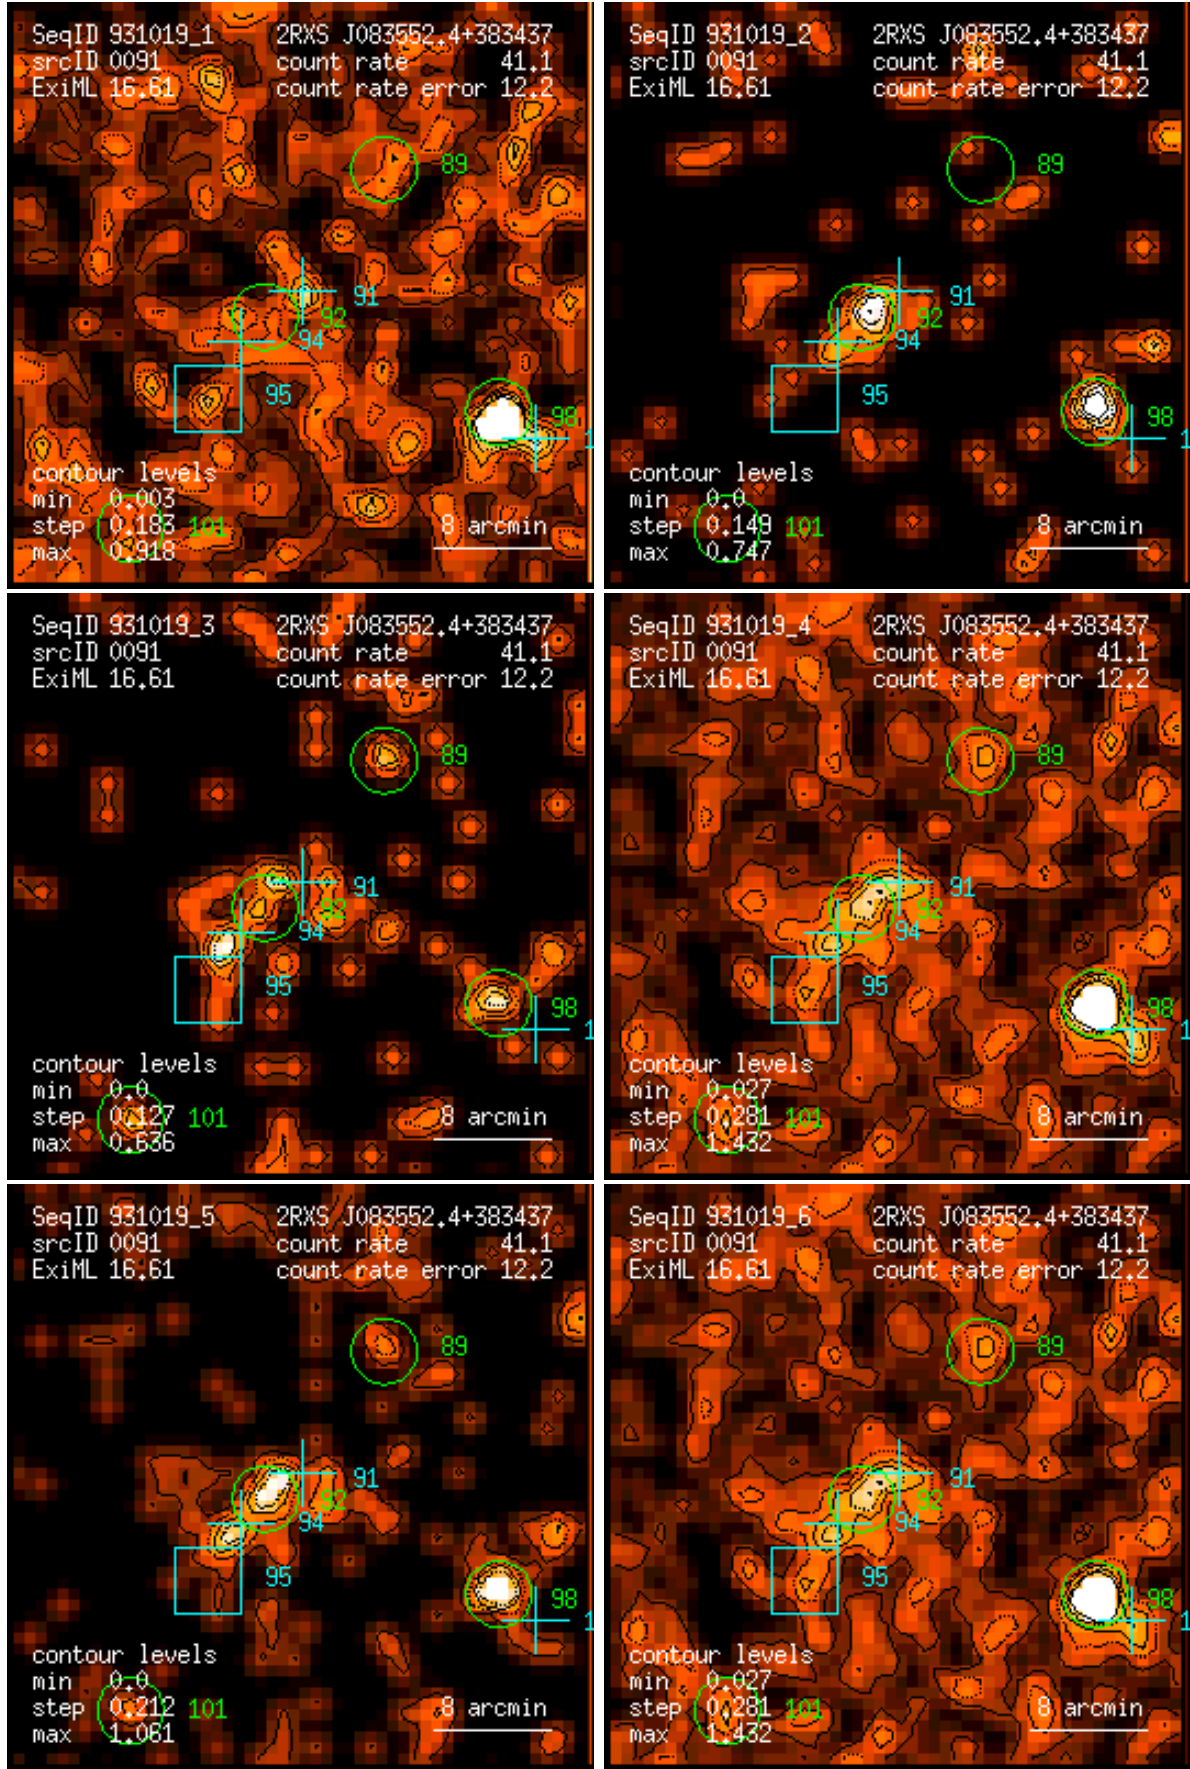 SeqID 931019_1 2RXS J083552.4+383437
srcID 0091 count rate 41.1
ExiML 16.61 count rate error 12.2
89
91
92
94
95
98
1
contour levels
min 0.003
step 0.183 101 8 arcmin
max 0.918
SeqID 931019_2 2RXS J083552.4+383437
srcID 0091 count rate 41.1
ExiML 16.61 count rate error 12.2
89
91
92
94
95
98
1
contour levels
min 0.0
step 0.149 101 8 arcmin
max 0.747
SeqID 931019_3 2RXS J083552.4+383437
srcID 0091 count rate 41.1
ExiML 16.61 count rate error 12.2
89
91
92
94
95
98
1
contour levels
min 0.0
step 0.127 101 8 arcmin
max 0.636
SeqID 931019_4 2RXS J083552.4+383437
srcID 0091 count rate 41.1
ExiML 16.61 count rate error 12.2
89
91
92
94
95
98
1
contour levels
min 0.027
step 0.281 101 8 arcmin
max 1.432
SeqID 931019_5 2RXS J083552.4+383437
srcID 0091 count rate 41.1
ExiML 16.61 count rate error 12.2
89
91
92
94
95
98
1
contour levels
min 0.0
step 0.212 101 8 arcmin
max 1.061
SeqID 931019_6 2RXS J083552.4+383437
srcID 0091 count rate 41.1
ExiML 16.61 count rate error 12.2
89
91
92
94
95
98
1
contour levels
min 0.027
step 0.281 101 8 arcmin
max 1.432